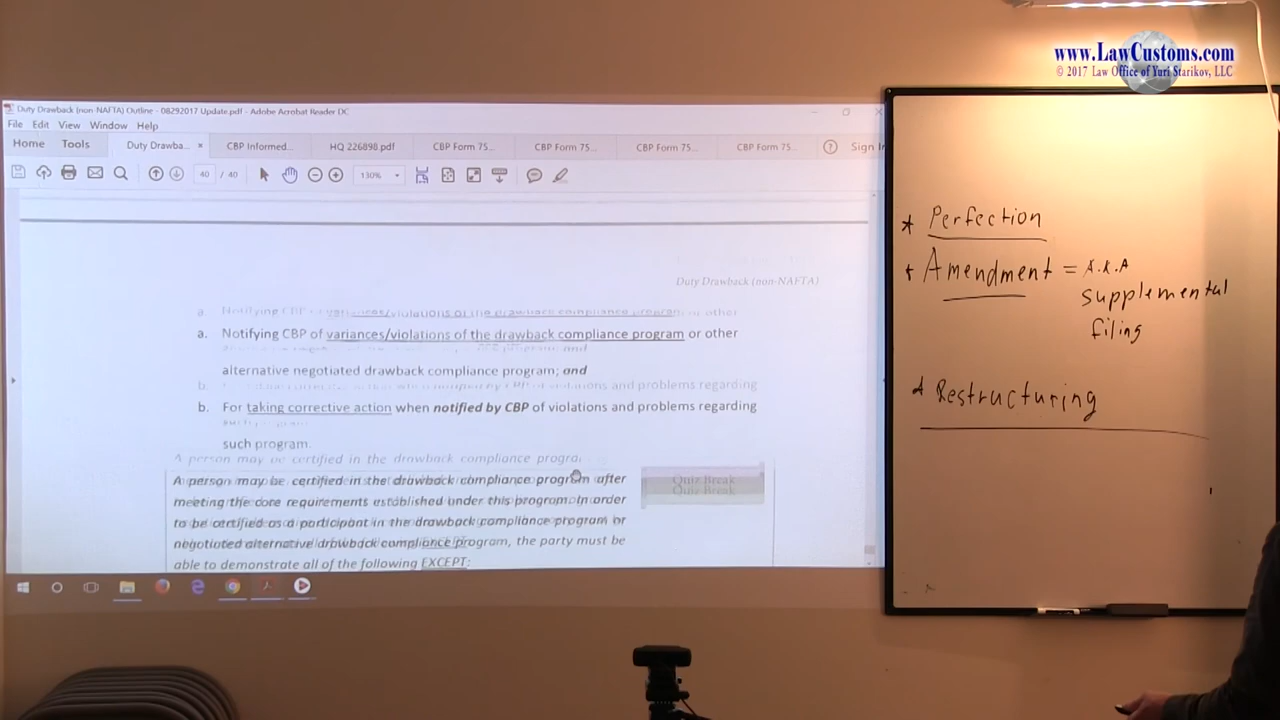 www.LawCustoms.com
© 2017 Law Office of Yuri Starikov, LLC
Duty Drawback (non-NAFTA) Outline - 08292017 Update.pdf - Adobe Acrobat Reader DC
File Edit View Window Help
Home Tools Duty Drawba... × CBP Informed... HQ 226898 pdf CBP Form 75... CBP Form 75... CBP Form 75... CBP Form 75... Sign In
40 / 40 130%
Duty Drawback (non-NAFTA)
a. Notifying CBP of variances/violations of the drawback compliance program or other
alternative negotiated drawback compliance program; and
b. For taking corrective action when notified by CBP of violations and problems regarding
such program.
A person may be certified in the drawback compliance program after
meeting the core requirements established under this program. In order
to be certified as a participant in the drawback compliance program or
negotiated alternative drawback compliance program, the party must be
able to demonstrate all of the following EXCEPT:
Quiz Break
* Perfection
* Amendment = A.K.A
supplemental
filing
* Restructuring